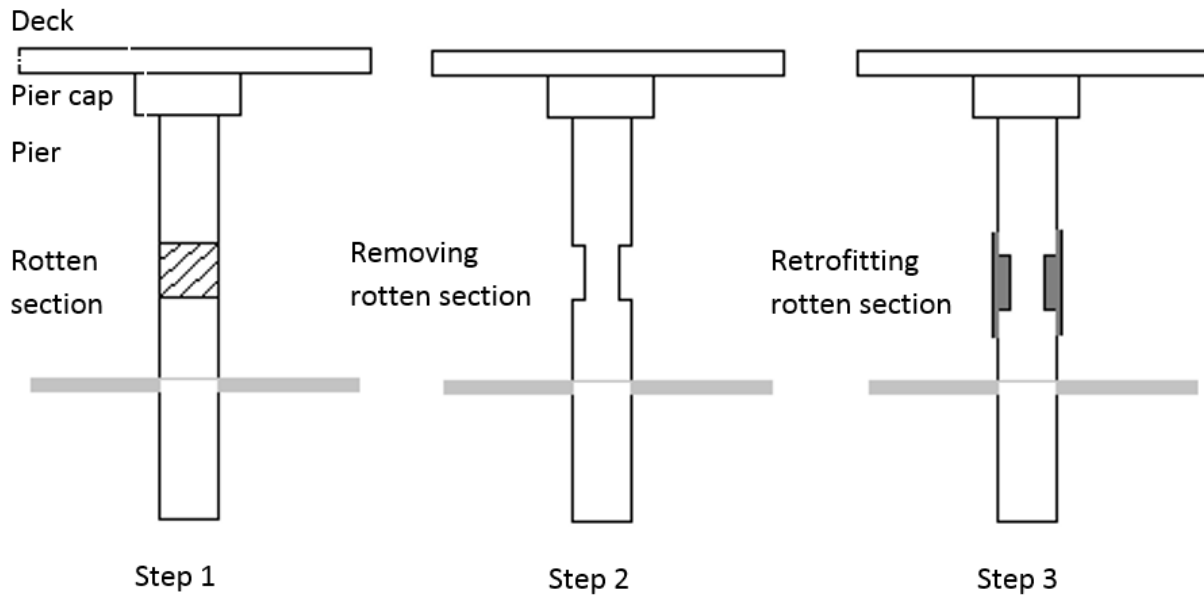 Deck
Pier cap
Pier
Rotten
section
Removing
rotten section
Retrofitting
rotten section
Step 1
Step 2
Step 3